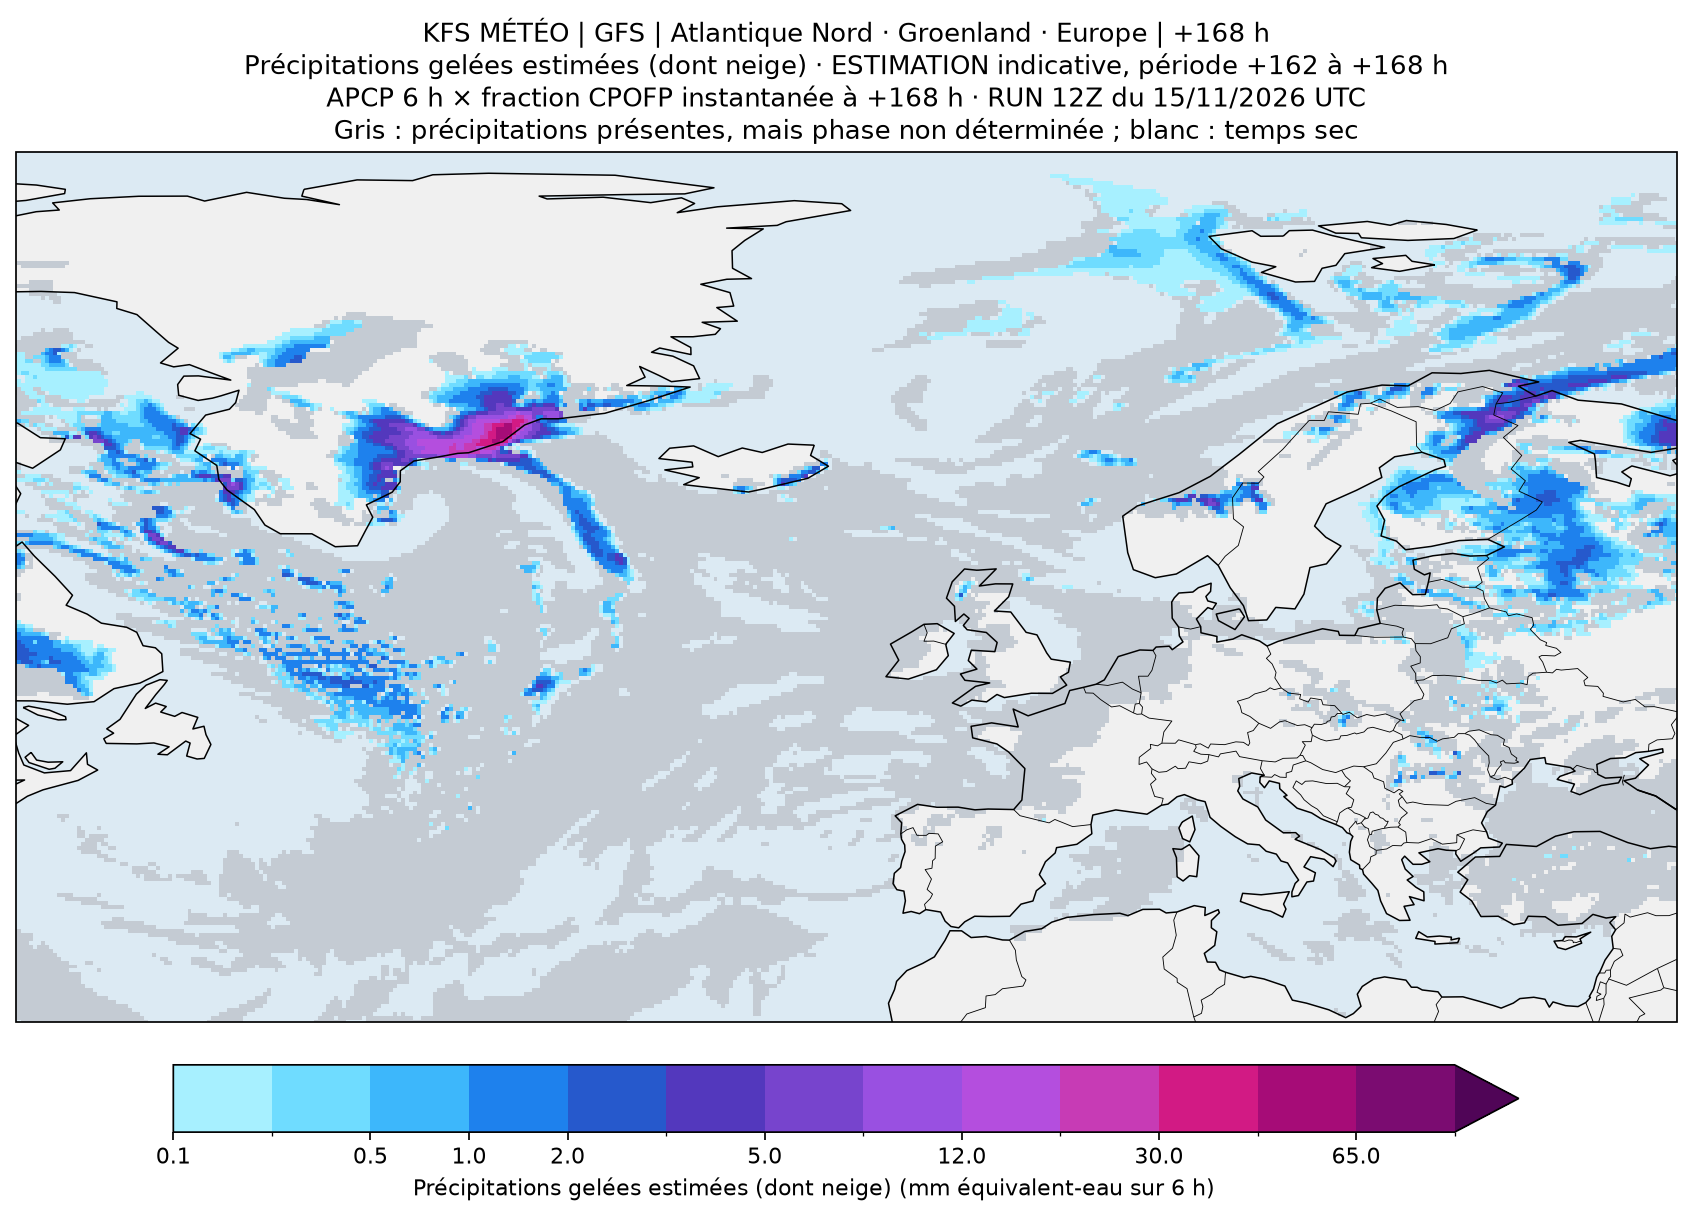 KFS MÉTÉO | GFS | Atlantique Nord · Groenland · Europe | +168 h
Précipitations gelées estimées (dont neige) · ESTIMATION indicative, période +162 à +168 h
APCP 6 h × fraction CPOFP instantanée à +168 h · RUN 12Z du 15/11/2026 UTC
Gris : précipitations présentes, mais phase non déterminée ; blanc : temps sec
0.1 0.5 1.0 2.0 5.0 12.0 30.0 65.0
Précipitations gelées estimées (dont neige) (mm équivalent-eau sur 6 h)